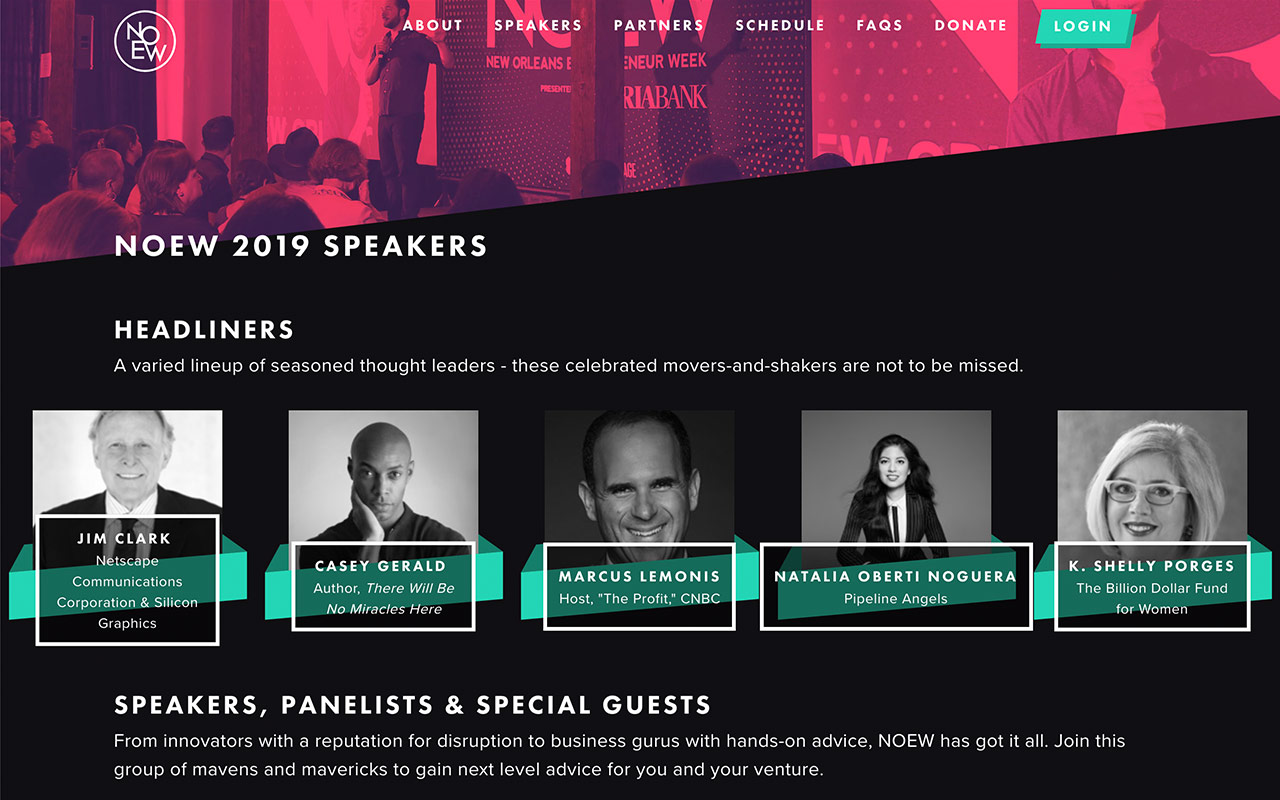 NO
EW
ABOUT SPEAKERS PARTNERS SCHEDULE FAQS DONATE LOGIN
NEW ORLEANS
NEUR WEEK
RIABANK
NOEW 2019 SPEAKERS
HEADLINERS
A varied lineup of seasoned thought leaders - these celebrated movers-and-shakers are not to be missed.
JIM CLARK
Netscape
Communications
Corporation & Silicon
Graphics
CASEY GERALD
Author, There Will Be
No Miracles Here
MARCUS LEMONIS
Host, "The Profit," CNBC
NATALIA OBERTI NOGUERA
Pipeline Angels
K. SHELLY PORGES
The Billion Dollar Fund
for Women
SPEAKERS, PANELISTS & SPECIAL GUESTS
From innovators with a reputation for disruption to business gurus with hands-on advice, NOEW has got it all. Join this
group of mavens and mavericks to gain next level advice for you and your venture.